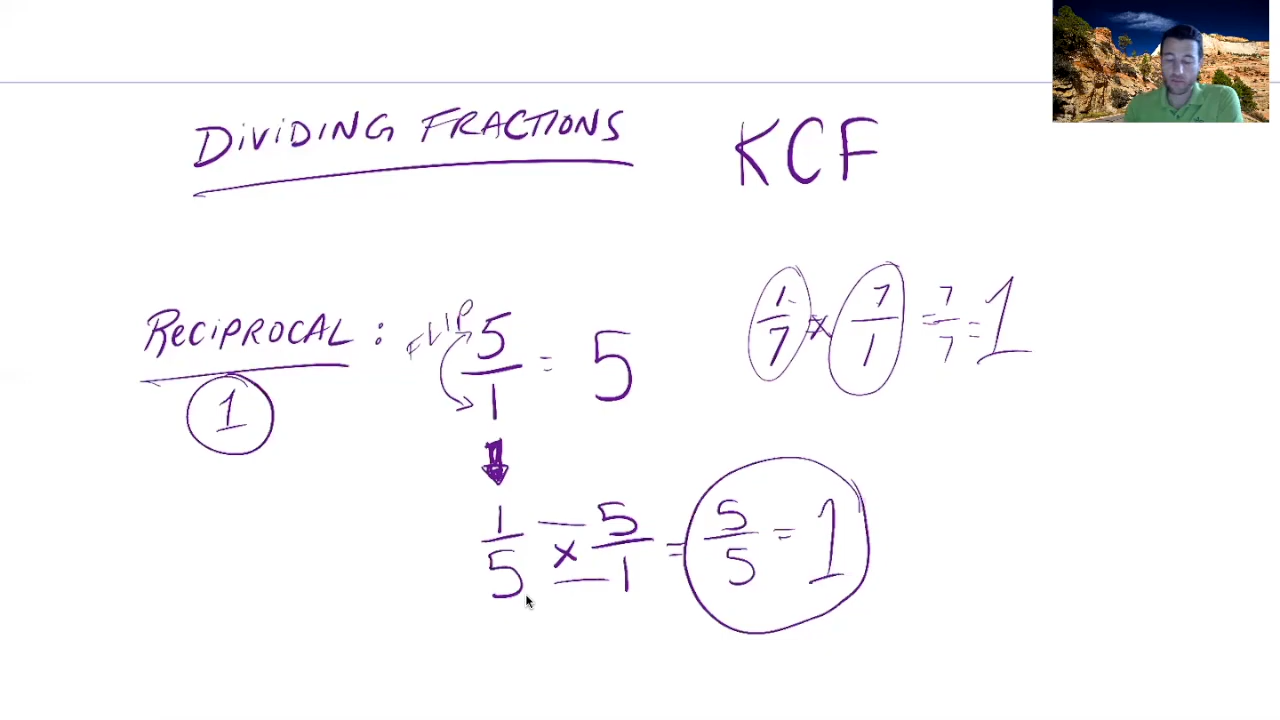 DiViDiNG FRACTIONS KCF
RECiPROCAL : FLIP 5/1 = 5
1/7 x 7/1 = 7/7 = 1
1
1/5 x 5/1 = 5/5 = 1